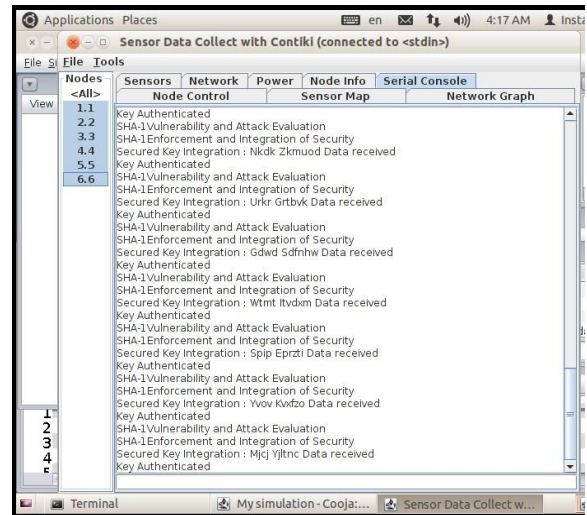 Applications Places en 4:17 AM Insta
Sensor Data Collect with Contiki (connected to <stdin>)
File Si File Tools
View
Nodes
<All>
1.1
2.2
3.3
4.4
5.5
6.6
Sensors Network Power Node Info Serial Console
Node Control Sensor Map Network Graph
Key Authenticated
SHA-1Vulnerability and Attack Evaluation
SHA-1Enforcement and Integration of Security
Secured Key Integration : Nkdk Zkmuod Data received
Key Authenticated
SHA-1Vulnerability and Attack Evaluation
SHA-1Enforcement and Integration of Security
Secured Key Integration : Urkr Grtbvk Data received
Key Authenticated
SHA-1Vulnerability and Attack Evaluation
SHA-1Enforcement and Integration of Security
Secured Key Integration : Gdwd Sdfnhw Data received
Key Authenticated
SHA-1Vulnerability and Attack Evaluation
SHA-1Enforcement and Integration of Security
Secured Key Integration : Wtmt Itvdxm Data received
Key Authenticated
SHA-1Vulnerability and Attack Evaluation
SHA-1Enforcement and Integration of Security
Secured Key Integration : Spip Eprzti Data received
Key Authenticated
SHA-1Vulnerability and Attack Evaluation
SHA-1Enforcement and Integration of Security
Secured Key Integration : Yvov Kvxfzo Data received
Key Authenticated
SHA-1Vulnerability and Attack Evaluation
SHA-1Enforcement and Integration of Security
Secured Key Integration : Mjcj Yjltnc Data received
Key Authenticated
1
2
3
4
Terminal My simulation - Cooja:... Sensor Data Collect w...